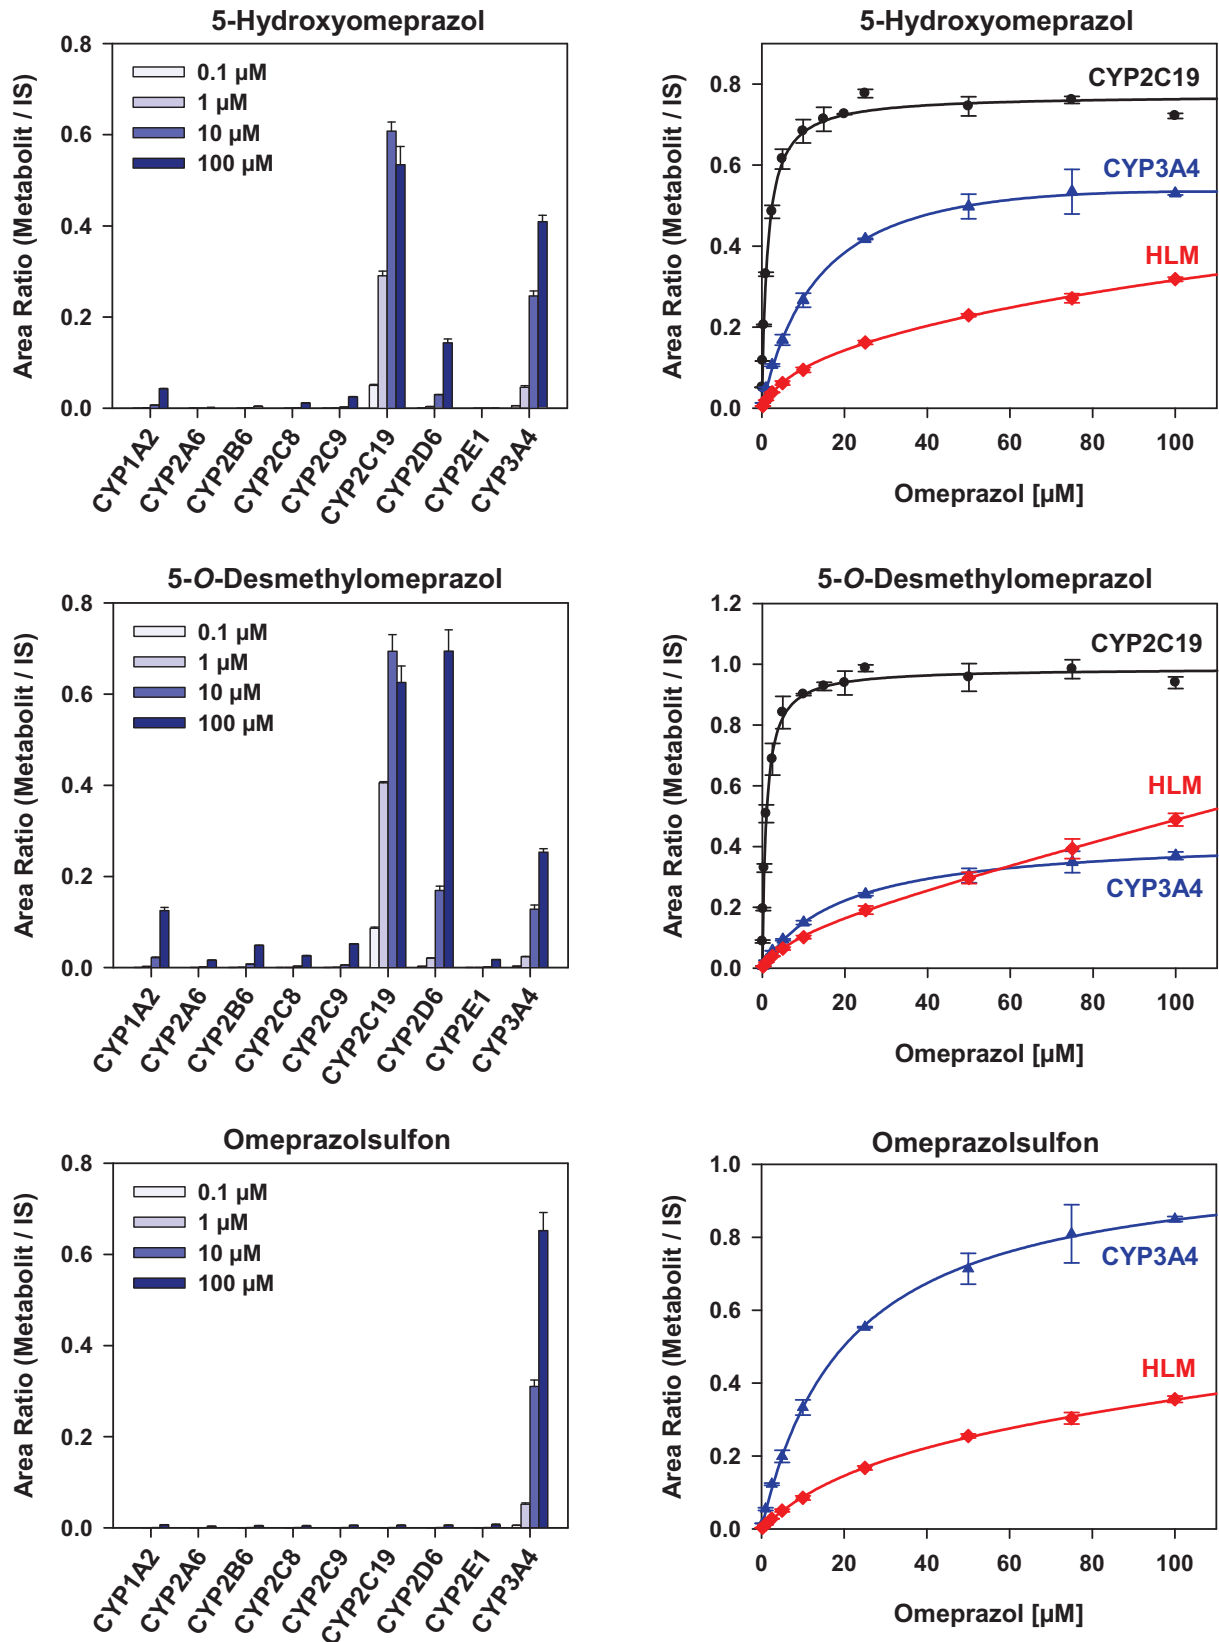 5-Hydroxyomeprazol
Area Ratio (Metabolit / IS)
0.8
0.6
0.4
0.2
0.0
0.1 µM
1 µM
10 µM
100 µM
CYP1A2
CYP2A6
CYP2B6
CYP2C8
CYP2C9
CYP2C19
CYP2D6
CYP2E1
CYP3A4
5-Hydroxyomeprazol
Area Ratio (Metabolit / IS)
0.8
0.6
0.4
0.2
0.0
CYP2C19
CYP3A4
HLM
0 20 40 60 80 100
Omeprazol [µM]
5-O-Desmethylomeprazol
Area Ratio (Metabolit / IS)
0.8
0.6
0.4
0.2
0.0
0.1 µM
1 µM
10 µM
100 µM
CYP1A2
CYP2A6
CYP2B6
CYP2C8
CYP2C9
CYP2C19
CYP2D6
CYP2E1
CYP3A4
5-O-Desmethylomeprazol
Area Ratio (Metabolit / IS)
1.2
1.0
0.8
0.6
0.4
0.2
0.0
CYP2C19
HLM
CYP3A4
0 20 40 60 80 100
Omeprazol [µM]
Omeprazolsulfon
Area Ratio (Metabolit / IS)
0.8
0.6
0.4
0.2
0.0
0.1 µM
1 µM
10 µM
100 µM
CYP1A2
CYP2A6
CYP2B6
CYP2C8
CYP2C9
CYP2C19
CYP2D6
CYP2E1
CYP3A4
Omeprazolsulfon
Area Ratio (Metabolit / IS)
1.0
0.8
0.6
0.4
0.2
0.0
CYP3A4
HLM
0 20 40 60 80 100
Omeprazol [µM]